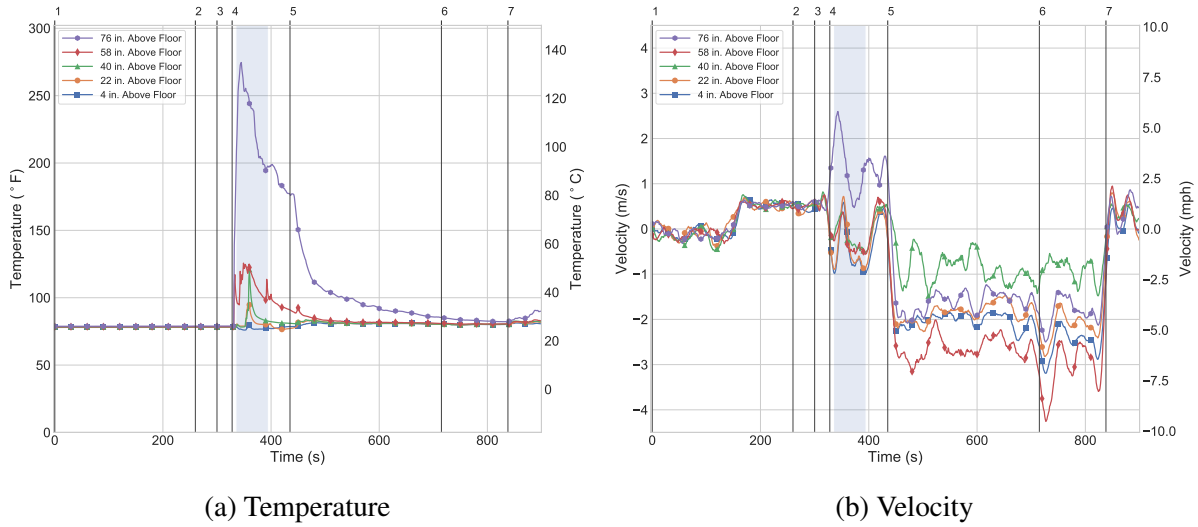 1 2 3 4 5 6 7
300
250
200
150
100
50
0
Temperature (°F)
140
120
100
80
60
40
20
0
Temperature (°C)
76 in. Above Floor
58 in. Above Floor
40 in. Above Floor
22 in. Above Floor
4 in. Above Floor
0 200 400 600 800
Time (s)
(a) Temperature
1 2 3 4 5 6 7
4
3
2
1
0
−1
−2
−3
−4
Velocity (m/s)
10.0
7.5
5.0
2.5
0.0
−2.5
−5.0
−7.5
−10.0
Velocity (mph)
76 in. Above Floor
58 in. Above Floor
40 in. Above Floor
22 in. Above Floor
4 in. Above Floor
0 200 400 600 800
Time (s)
(b) Velocity